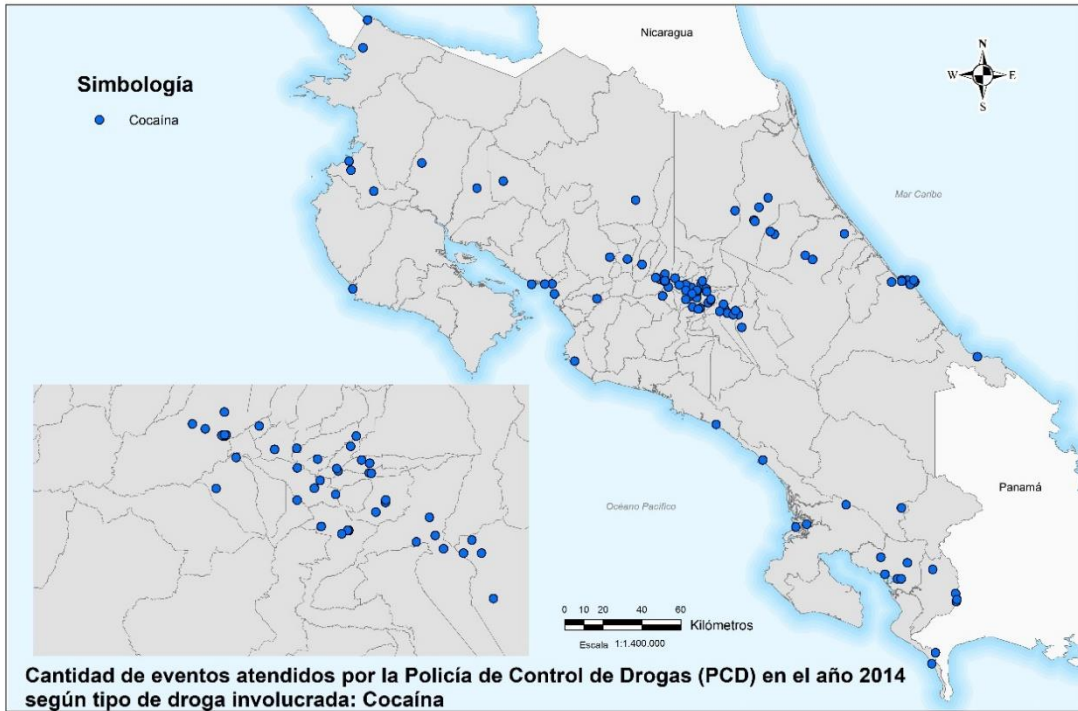 Nicaragua
N
W E
S
Simbología
Cocaína
Mar Caribe
Panamá
Océano Pacífico
0 10 20 40 60
Kilómetros
Escala 1:1.400.000
Cantidad de eventos atendidos por la Policía de Control de Drogas (PCD) en el año 2014
según tipo de droga involucrada: Cocaína